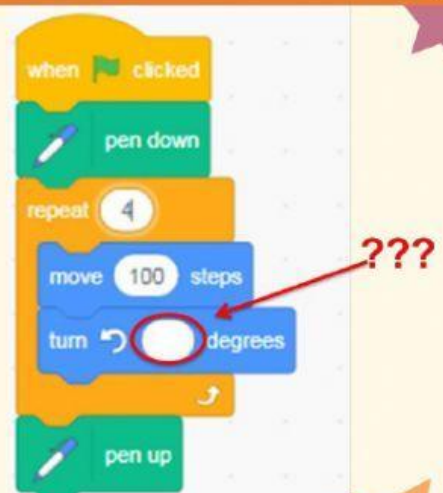 when clicked
pen down
repeat 4
move 100 steps
???
turn degrees
pen up